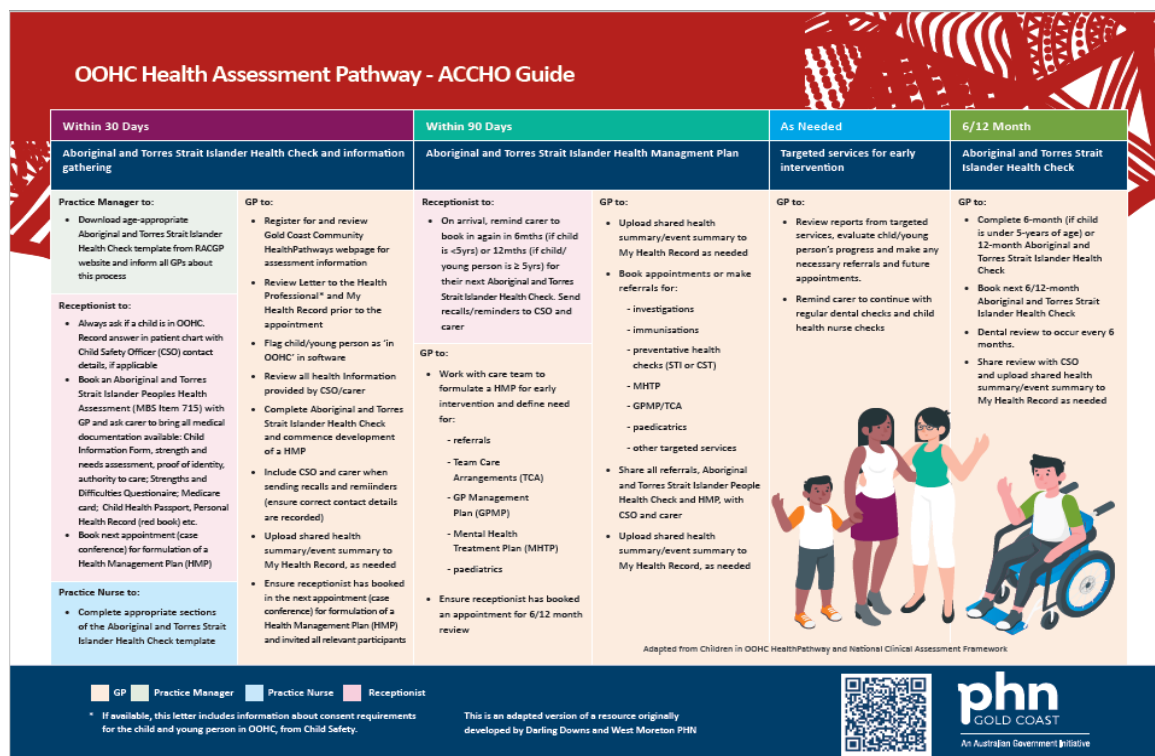 OOHC Health Assessment Pathway - ACCHO Guide
Within 30 Days
Aboriginal and Torres Strait Islander Health Check and information
gathering
Practice Manager to:
• Download age-appropriate
Aboriginal and Torres Strait Islander
Health Check template from RACGP
website and inform all GPs about
this process
Receptionist to:
• Always ask if a child is in OOHC.
Record answer in patient chart with
Child Safety Officer (CSO) contact
details, if applicable
• Book an Aboriginal and Torres
Strait Islander Peoples Health
Assessment (MBS Item 715) with
GP and ask carer to bring all medical
documentation available: Child
Information Form, strength and
needs assessment, proof of identity,
authority to care; Strengths and
Difficulties Questionaire; Medicare
card; Child Health Passport, Personal
Health Record (red book) etc.
• Book next appointment (case
conference) for formulation of a
Health Management Plan (HMP)
Practice Nurse to:
• Complete appropriate sections
of the Aboriginal and Torres Strait
Islander Health Check template
GP to:
• Register for and review
Gold Coast Community
HealthPathways webpage for
assessment information
• Review Letter to the Health
Professional* and My
Health Record prior to the
appointment
• Flag child/young person as 'in
OOHC' in software
• Review all health Information
provided by CSO/carer
• Complete Aboriginal and Torres
Strait Islander Health Check
and commence development
of a HMP
• Include CSO and carer when
sending recalls and remiinders
(ensure correct contact details
are recorded)
• Upload shared health
summary/event summary to
My Health Record, as needed
• Ensure receptionist has booked
in the next appointment (case
conference) for formulation of a
Health Management Plan (HMP)
and invited all relevant participants
Within 90 Days
Aboriginal and Torres Strait Islander Health Managment Plan
Receptionist to:
• On arrival, remind carer to
book in again in 6mths (if child
is <5yrs) or 12mths (if child/
young person is ≥ 5yrs) for
their next Aboriginal and Torres
Strait Islander Health Check. Send
recalls/reminders to CSO and
carer
GP to:
• Work with care team to
formulate a HMP for early
intervention and define need
for:
- referrals
- Team Care
Arrangements (TCA)
- GP Management
Plan (GPMP)
- Mental Health
Treatment Plan (MHTP)
- paediatrics
• Ensure receptionist has booked
an appointment for 6/12 month
review
GP to:
• Upload shared health
summary/event summary to
My Health Record as needed
• Book appointments or make
referrals for:
- investigations
- immunisations
- preventative health
checks (STI or CST)
- MHTP
- GPMP/TCA
- paedicatrics
- other targeted services
• Share all referrals, Aboriginal
and Torres Strait Islander People
Health Check and HMP, with
CSO and carer
• Upload shared health
summary/event summary to
My Health Record, as needed
As Needed
Targeted services for early
intervention
GP to:
• Review reports from targeted
services, evaluate chld/young
person's progress and make any
necessary referrals and future
appointments.
• Remind carer to continue with
regular dental checks and child
health nurse checks
6/12 Month
Aboriginal and Torres Strait
Islander Health Check
GP to:
• Complete 6-month (if child
is under 5-years of age) or
12-month Aboriginal and
Torres Strait Islander Health
Check
• Book next 6/12-month
Aboriginal and Torres Strait
Islander Health Check
• Dental review to occur every 6
months.
• Share review with CSO
and upload shared health
summary/event summary to
My Health Record as needed
Adapted from Children in OOHC HealthPathway and National Clinical Assessment Framework
GP Practice Manager Practice Nurse Receptionist
* If available, this letter includes information about consent requirements
for the child and young person in OOHC, from Child Safety.
This is an adapted version of a resource originally
developed by Darling Downs and West Moreton PHN
phn
GOLD COAST
An Australian Government Initiative